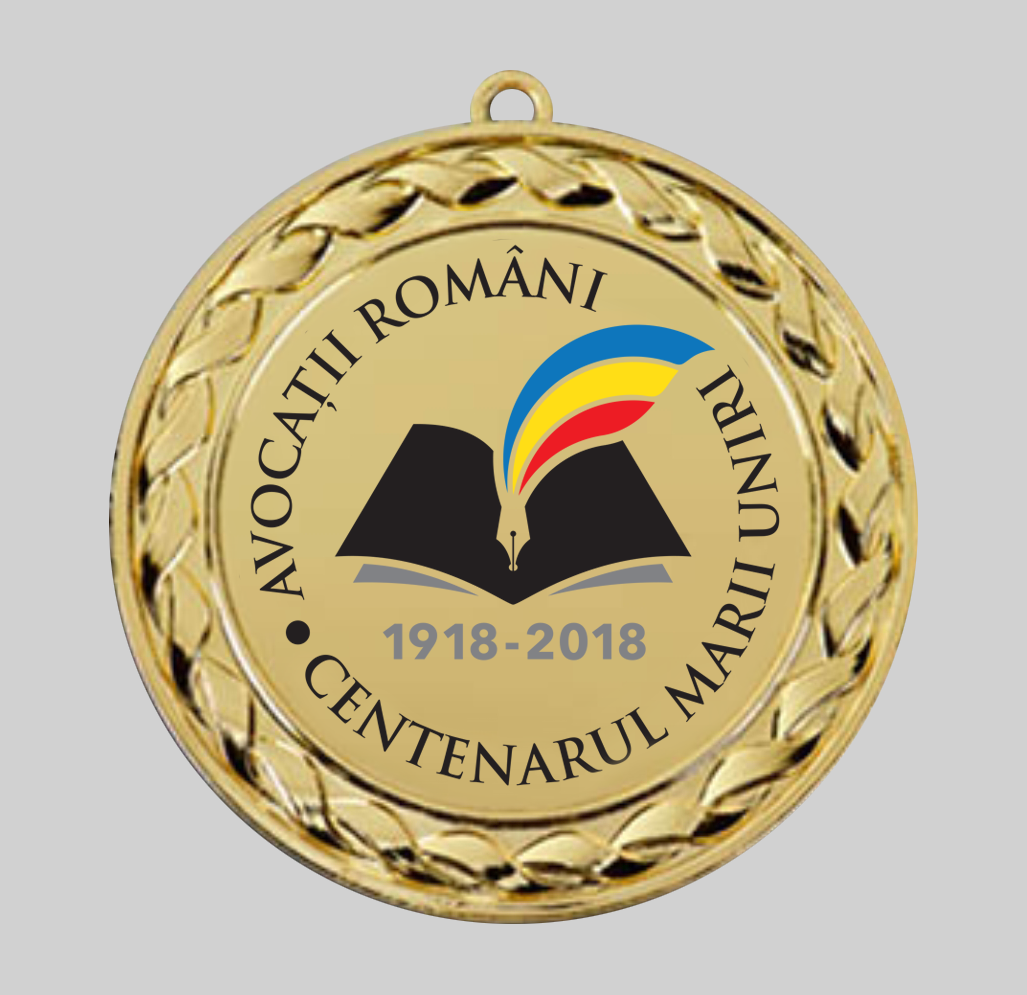 AVOCAȚII ROMÂNI
• CENTENARUL MARII UNIRI
1918-2018